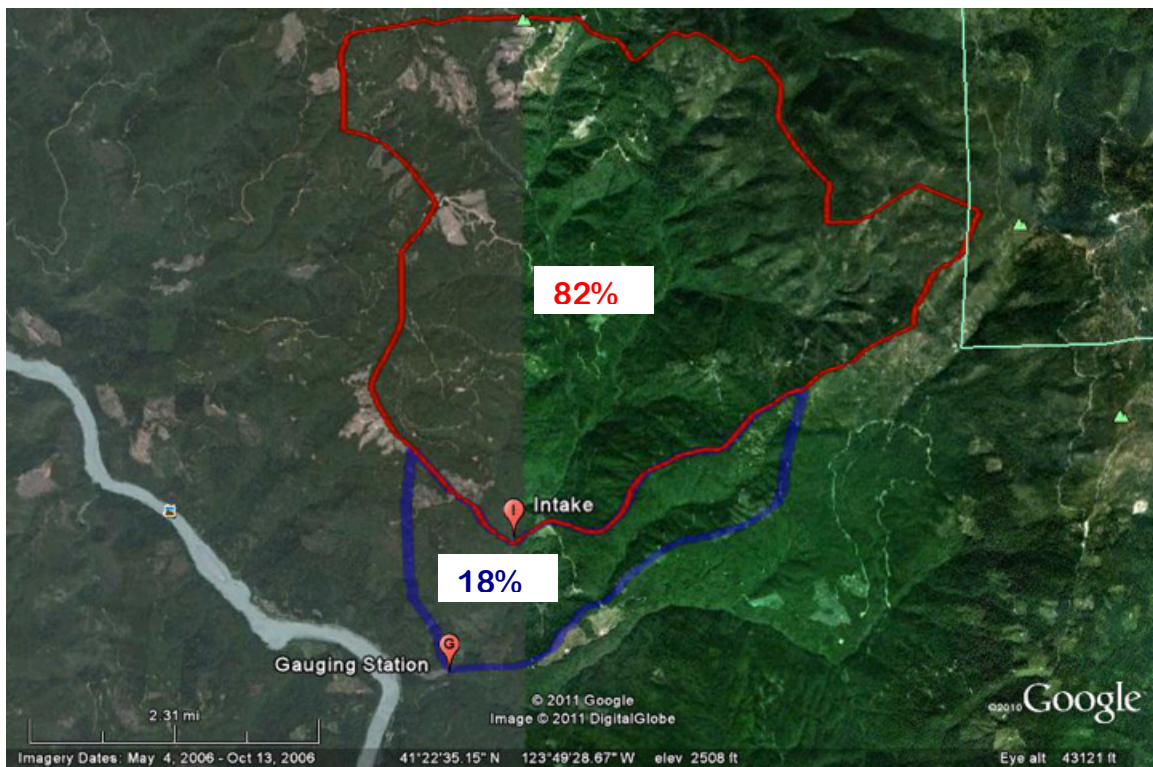 82%
I
Intake
18%
G
Gauging Station
© 2011 Google
Image © 2011 DigitalGlobe
©2010 Google
2.31 mi
Imagery Dates: May 4, 2006 - Oct 13, 2006 41°22'35.15" N 123°49'28.67" W elev 2508 ft Eye alt 43121 ft